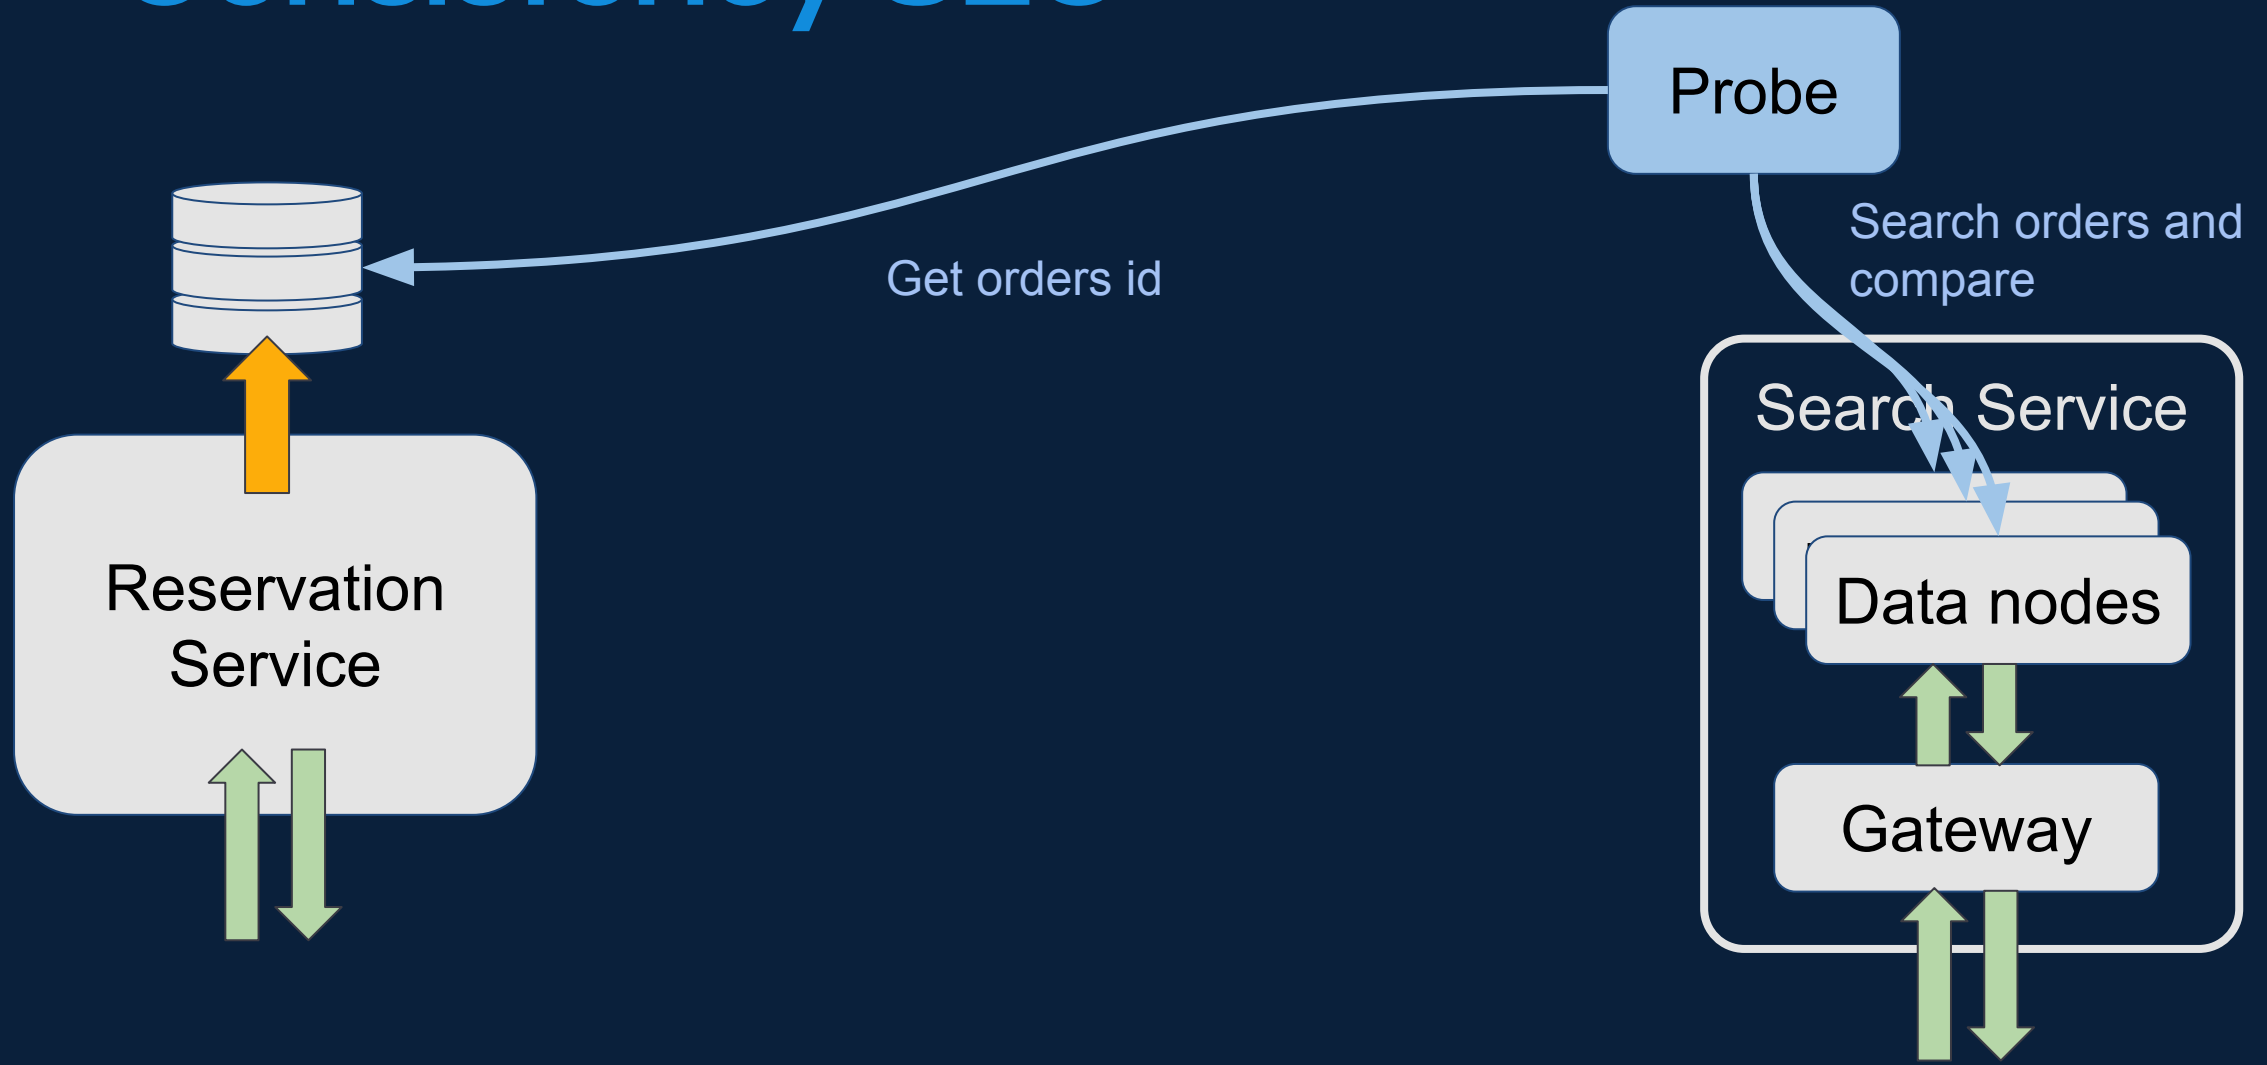 Probe
Search orders and
compare
Get orders id
Search Service
Reservation
Service
Data nodes
Gateway